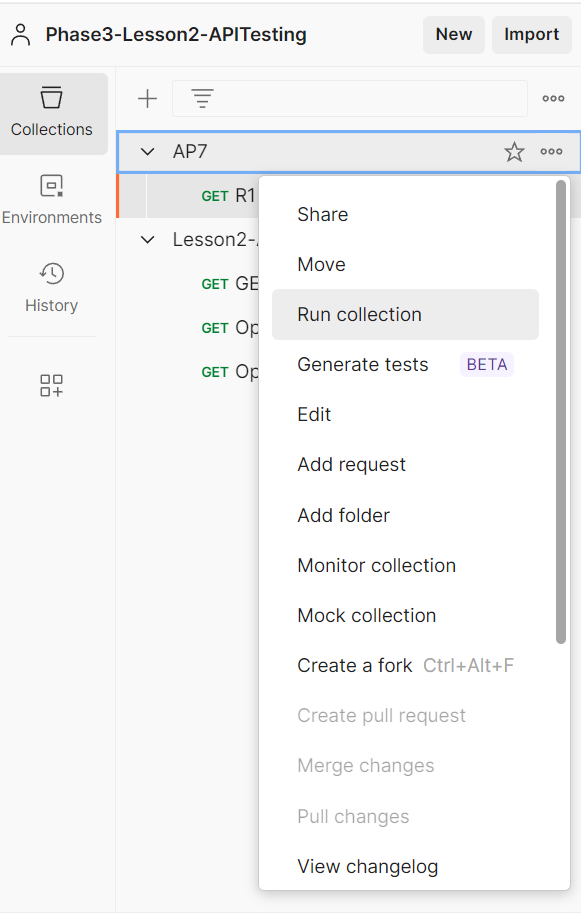 Phase3-Lesson2-APITesting
New
Import
Collections
Environments
History
AP7
GET R1
Lesson2-
GET GE
GET Op
GET Op
Share
Move
Run collection
Generate tests BETA
Edit
Add request
Add folder
Monitor collection
Mock collection
Create a fork Ctrl+Alt+F
Create pull request
Merge changes
Pull changes
View changelog